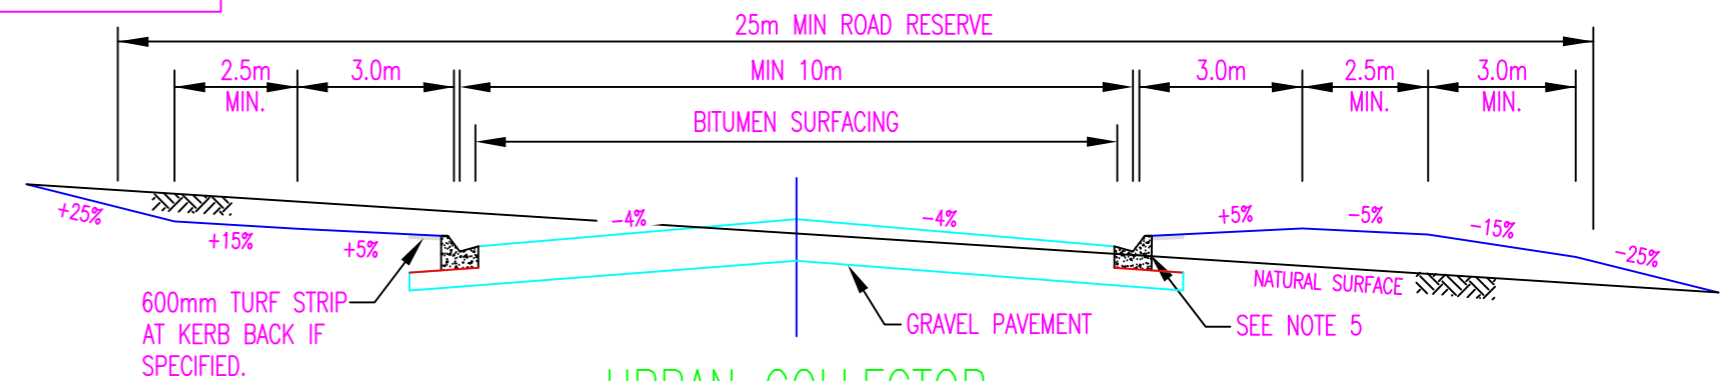 25m MIN ROAD RESERVE
2.5m
MIN.
3.0m
MIN 10m
3.0m
2.5m
MIN.
3.0m
MIN.
BITUMEN SURFACING
+25%
+15%
+5%
-4%
-4%
+5%
-5%
-15%
-25%
NATURAL SURFACE
600mm TURF STRIP
AT KERB BACK IF
SPECIFIED.
GRAVEL PAVEMENT
SEE NOTE 5
URBAN COLLECTOR